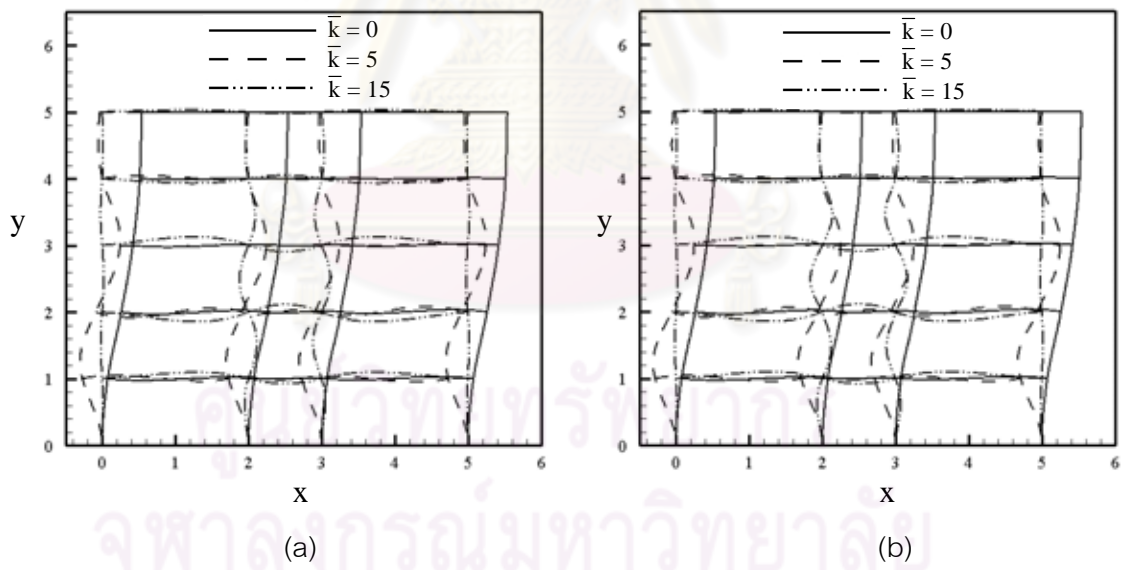 k̅ = 0
k̅ = 5
k̅ = 15
6
5
4
3
2
1
0
y
0 1 2 3 4 5 6
x
(a)
k̅ = 0
k̅ = 5
k̅ = 15
6
5
4
3
2
1
0
y
0 1 2 3 4 5 6
x
(b)
ศูนย์วิทยทรัพยากร
จุฬาลงกรณ์มหาวิทยาลัย